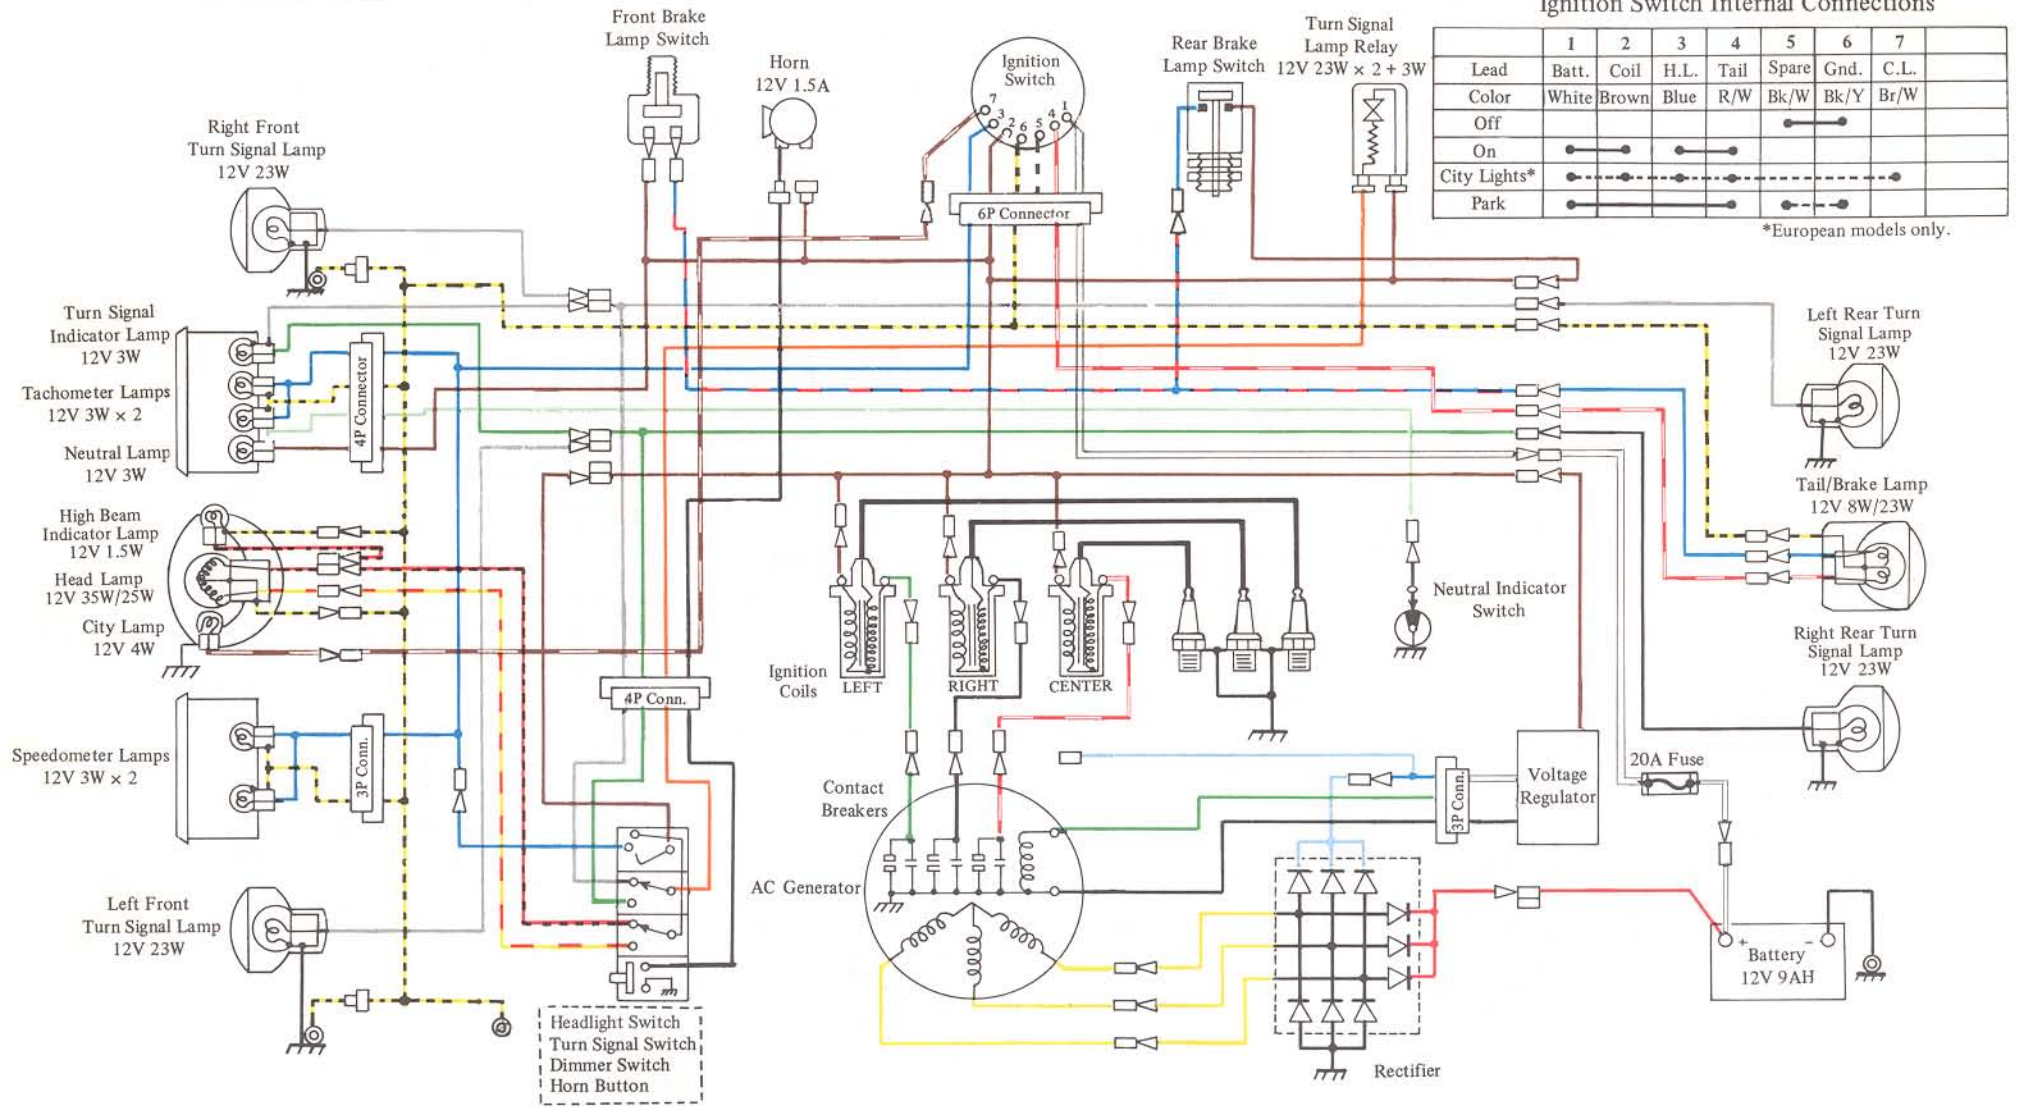 Ignition Switch Internal Connections
1 2 3 4 5 6 7
Lead Batt. Coil H.L. Tail Spare Gnd. C.L.
Color White Brown Blue R/W Bk/W Bk/Y Br/W
Off
On
City Lights*
Park
*European models only.
Front Brake
Lamp Switch
Horn
12V 1.5A
Ignition
Switch
7
3
2
6
5
4
1
6P Connector
Rear Brake
Lamp Switch
Turn Signal
Lamp Relay
12V 23W × 2 + 3W
Right Front
Turn Signal Lamp
12V 23W
Turn Signal
Indicator Lamp
12V 3W
Tachometer Lamps
12V 3W × 2
Neutral Lamp
12V 3W
4P Connector
High Beam
Indicator Lamp
12V 1.5W
Head Lamp
12V 35W/25W
City Lamp
12V 4W
Speedometer Lamps
12V 3W × 2
3P Conn.
Left Front
Turn Signal Lamp
12V 23W
4P Conn.
Headlight Switch
Turn Signal Switch
Dimmer Switch
Horn Button
Ignition
Coils
LEFT
RIGHT
CENTER
Contact
Breakers
AC Generator
Neutral Indicator
Switch
Left Rear Turn
Signal Lamp
12V 23W
Tail/Brake Lamp
12V 8W/23W
Right Rear Turn
Signal Lamp
12V 23W
3P Conn.
Voltage
Regulator
20A Fuse
Rectifier
+ −
Battery
12V 9AH